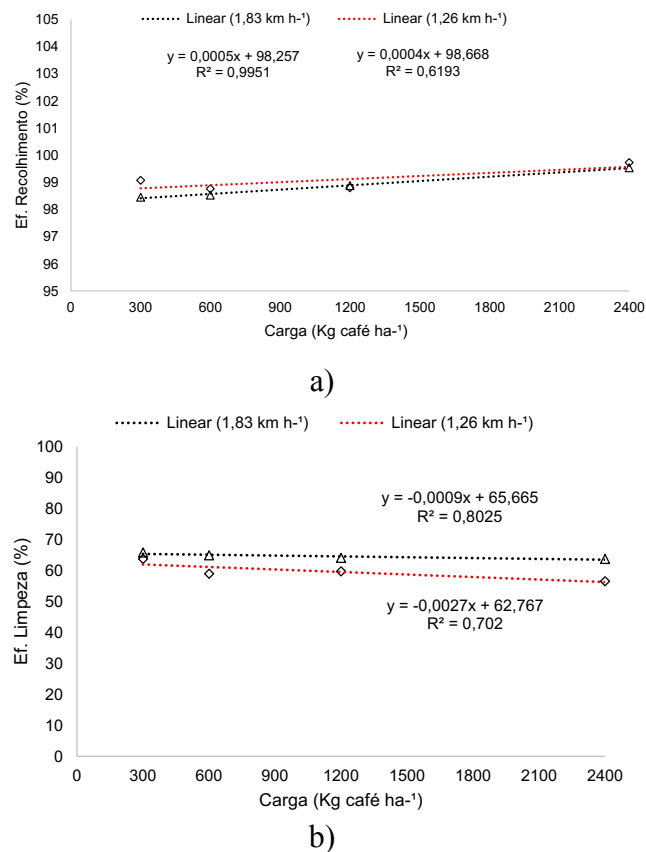 Linear (1,83 km h-¹) Linear (1,26 km h-¹)
y = 0,0005x + 98,257 y = 0,0004x + 98,668
R² = 0,9951 R² = 0,6193
Ef. Recolhimento (%)
105
104
103
102
101
100
99
98
97
96
95
0 300 600 900 1200 1500 1800 2100 2400
Carga (Kg café ha-¹)
a)
Linear (1,83 km h-¹) Linear (1,26 km h-¹)
y = -0,0009x + 65,665
R² = 0,8025
y = -0,0027x + 62,767
R² = 0,702
Ef. Limpeza (%)
100
90
80
70
60
50
40
30
20
10
0
0 300 600 900 1200 1500 1800 2100 2400
Carga (Kg café ha-¹)
b)